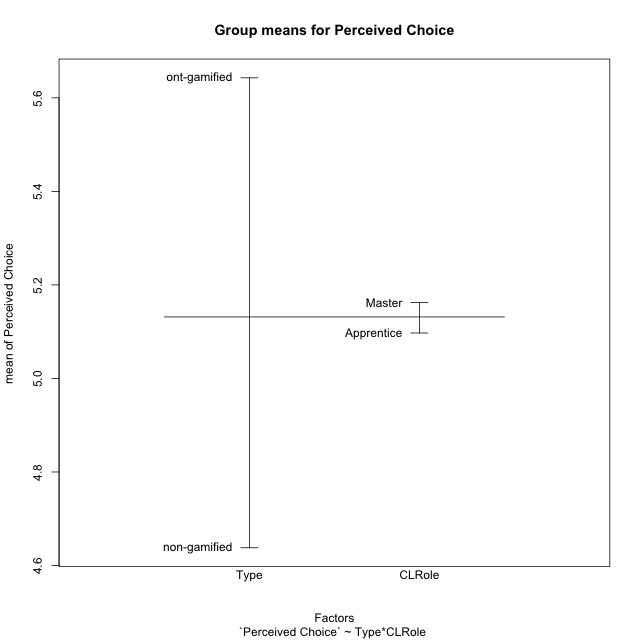 Group means for Perceived Choice
mean of Perceived Choice
5.6
5.4
5.2
5.0
4.8
4.6
ont-gamified
non-gamified
Master
Apprentice
Type
CLRole
Factors
`Perceived Choice` ~ Type*CLRole